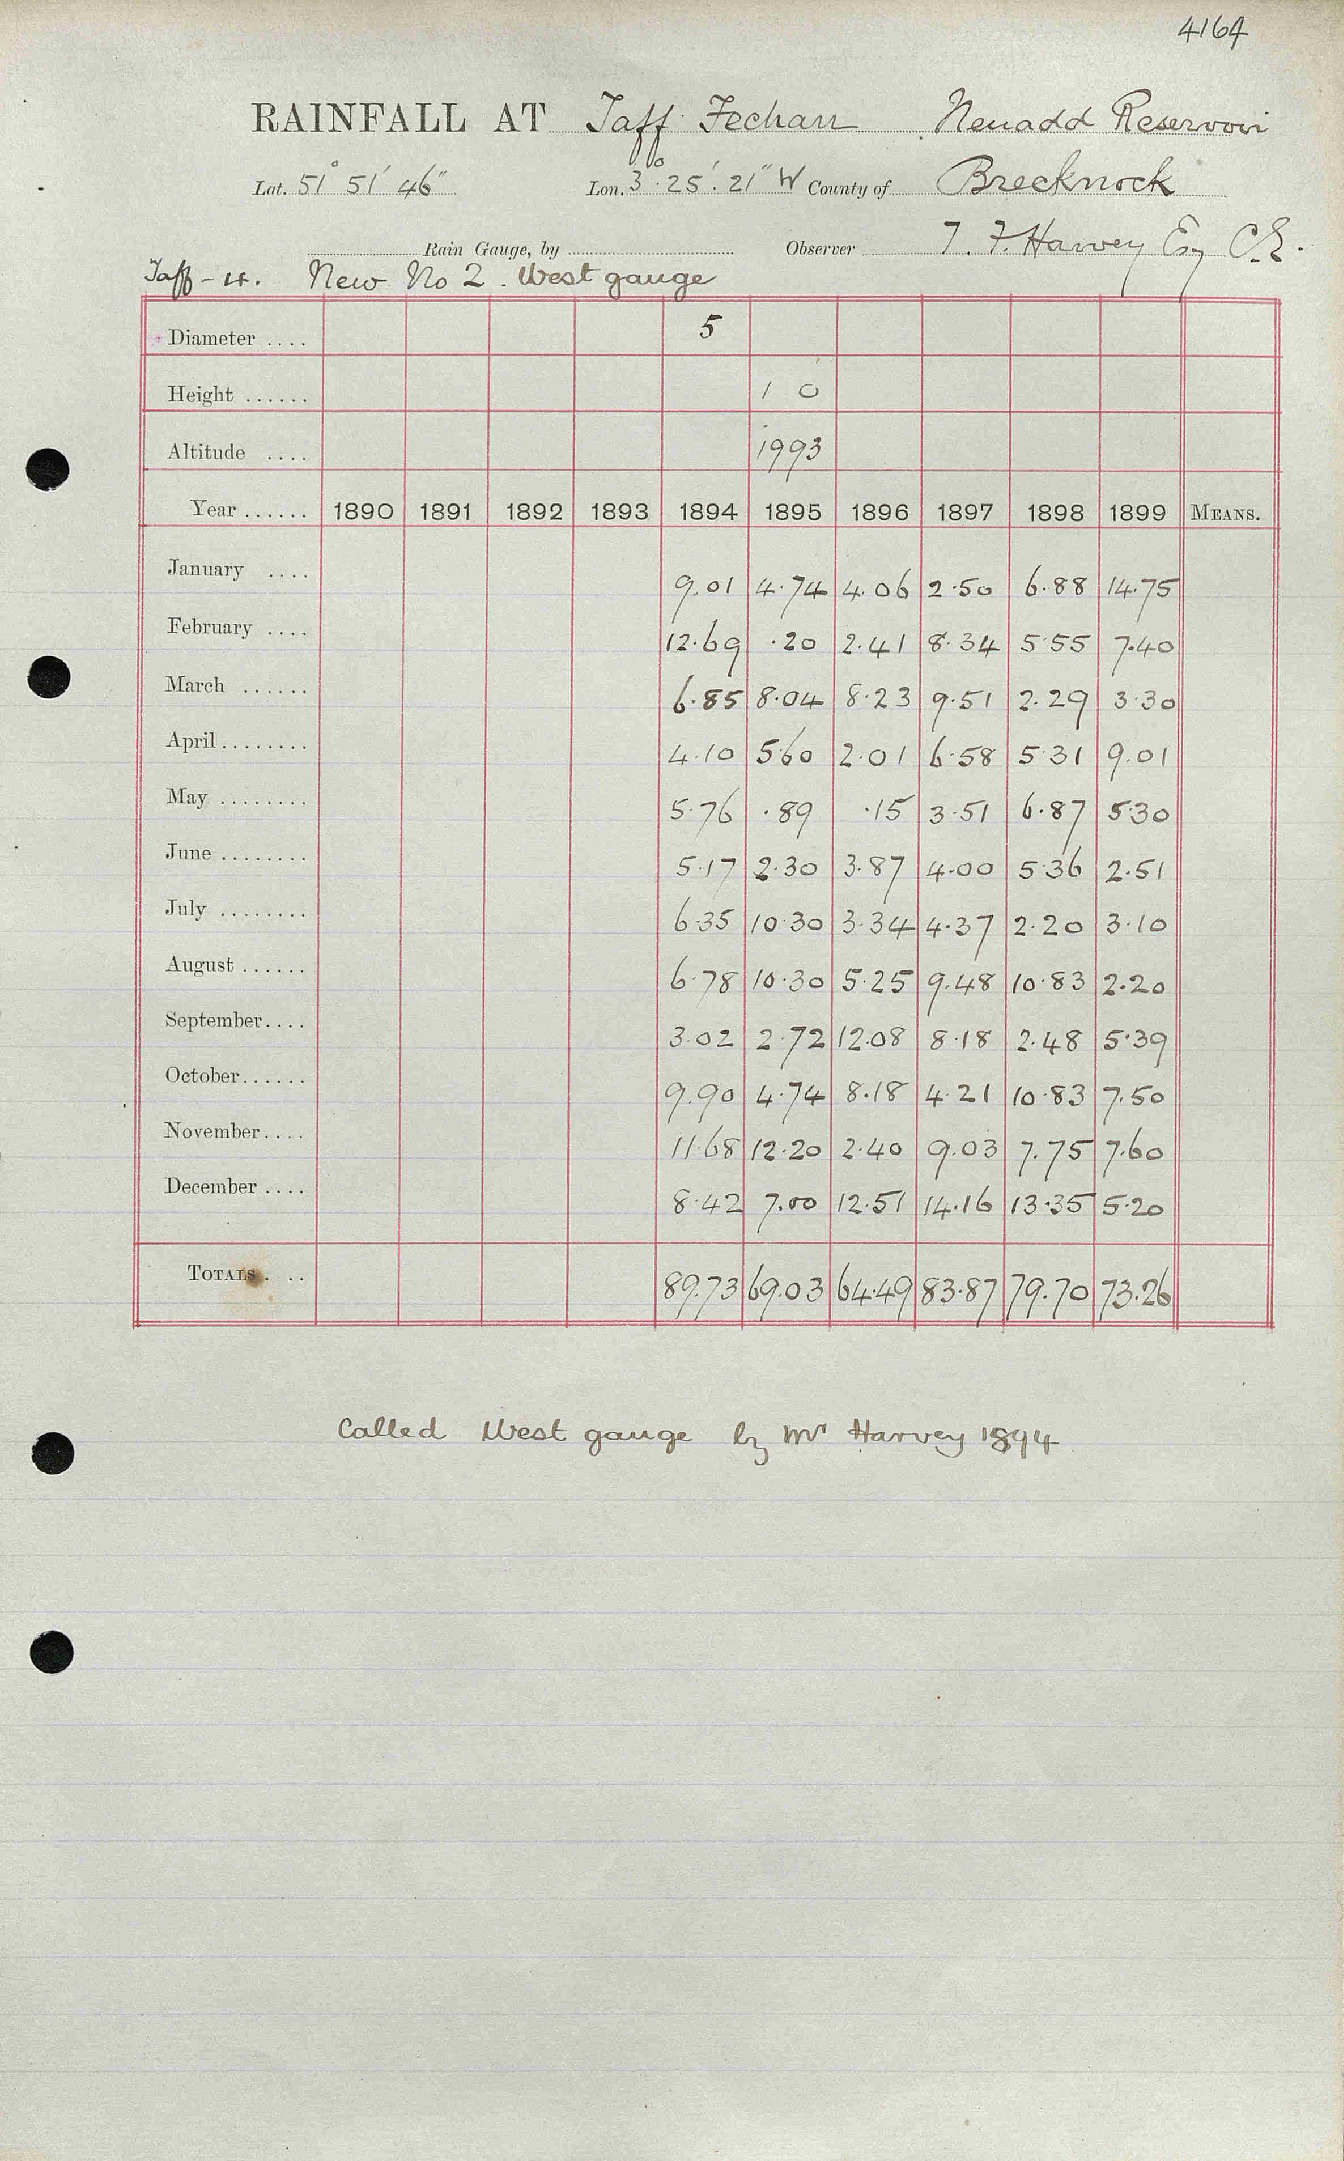 4164
RAINFALL AT Taff Fechan Neuadd Reservoir
Lat. 51° 51' 46" Lon. 3° 25' 21" W County of Brecknock
Rain Gauge, by Observer T. F. Harvey Esq C.E.
Taff - 4. New No 2. West gauge
Diameter .... 5
Height ...... 1 0
Altitude .... 1993
Year ...... 1890 1891 1892 1893 1894 1895 1896 1897 1898 1899 MEANS.
January .... 9.01 4.74 4.06 2.50 6.88 14.75
February .... 12.69 .20 2.41 8.34 5.55 7.40
March ...... 6.85 8.04 8.23 9.51 2.29 3.30
April ........ 4.10 5.60 2.01 6.58 5.31 9.01
May ........ 5.76 .89 .15 3.51 6.87 5.30
June ........ 5.17 2.30 3.87 4.00 5.36 2.51
July ........ 6.35 10.30 3.34 4.37 2.20 3.10
August ...... 6.78 10.30 5.25 9.48 10.83 2.20
September.... 3.02 2.72 12.08 8.18 2.48 5.39
October...... 9.90 4.74 8.18 4.21 10.83 7.50
November.... 11.68 12.20 2.40 9.03 7.75 7.60
December .... 8.42 7.00 12.51 14.16 13.35 5.20
TOTALS. .. 89.73 69.03 64.49 83.87 79.70 73.26
Called West gauge by Mr Harvey 1894